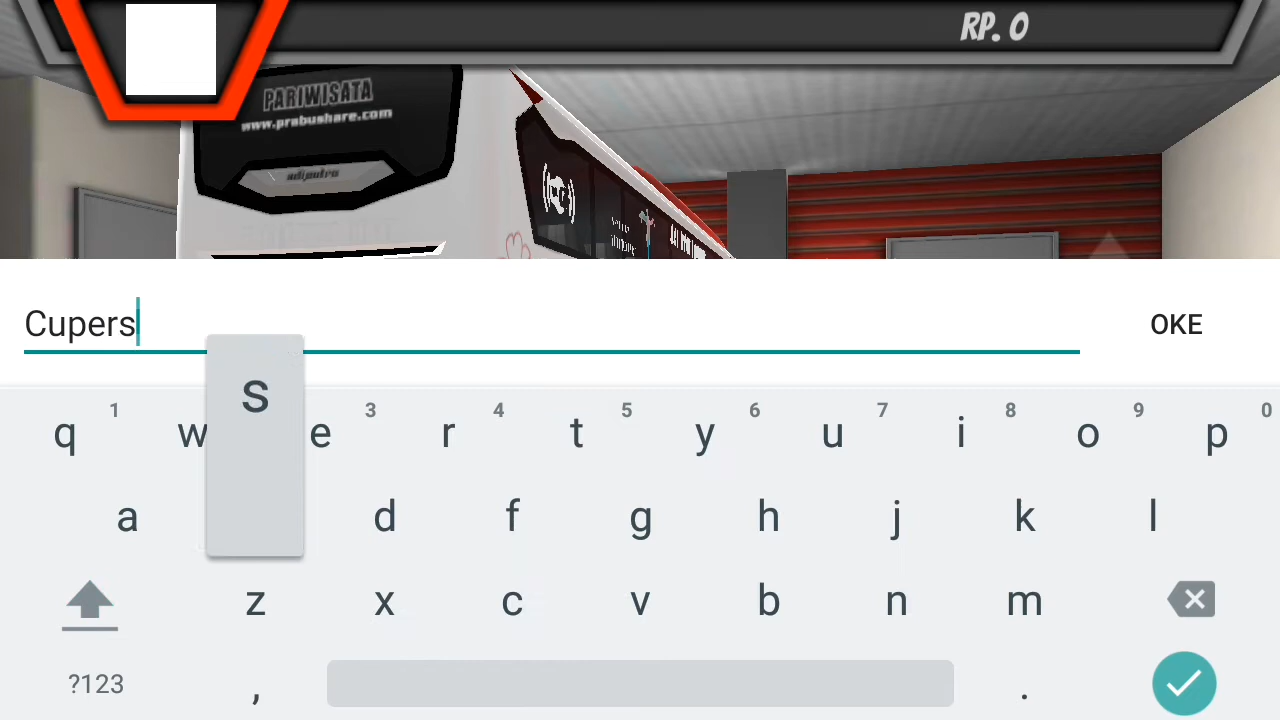 RP. 0
PARIWISATA
www.prabushare.com
adiputro
Cupers
OKE
s
1 3 4 5 6 7 8 9 0
q w e r t y u i o p
a d f g h j k l
z x c v b n m
?123 , .